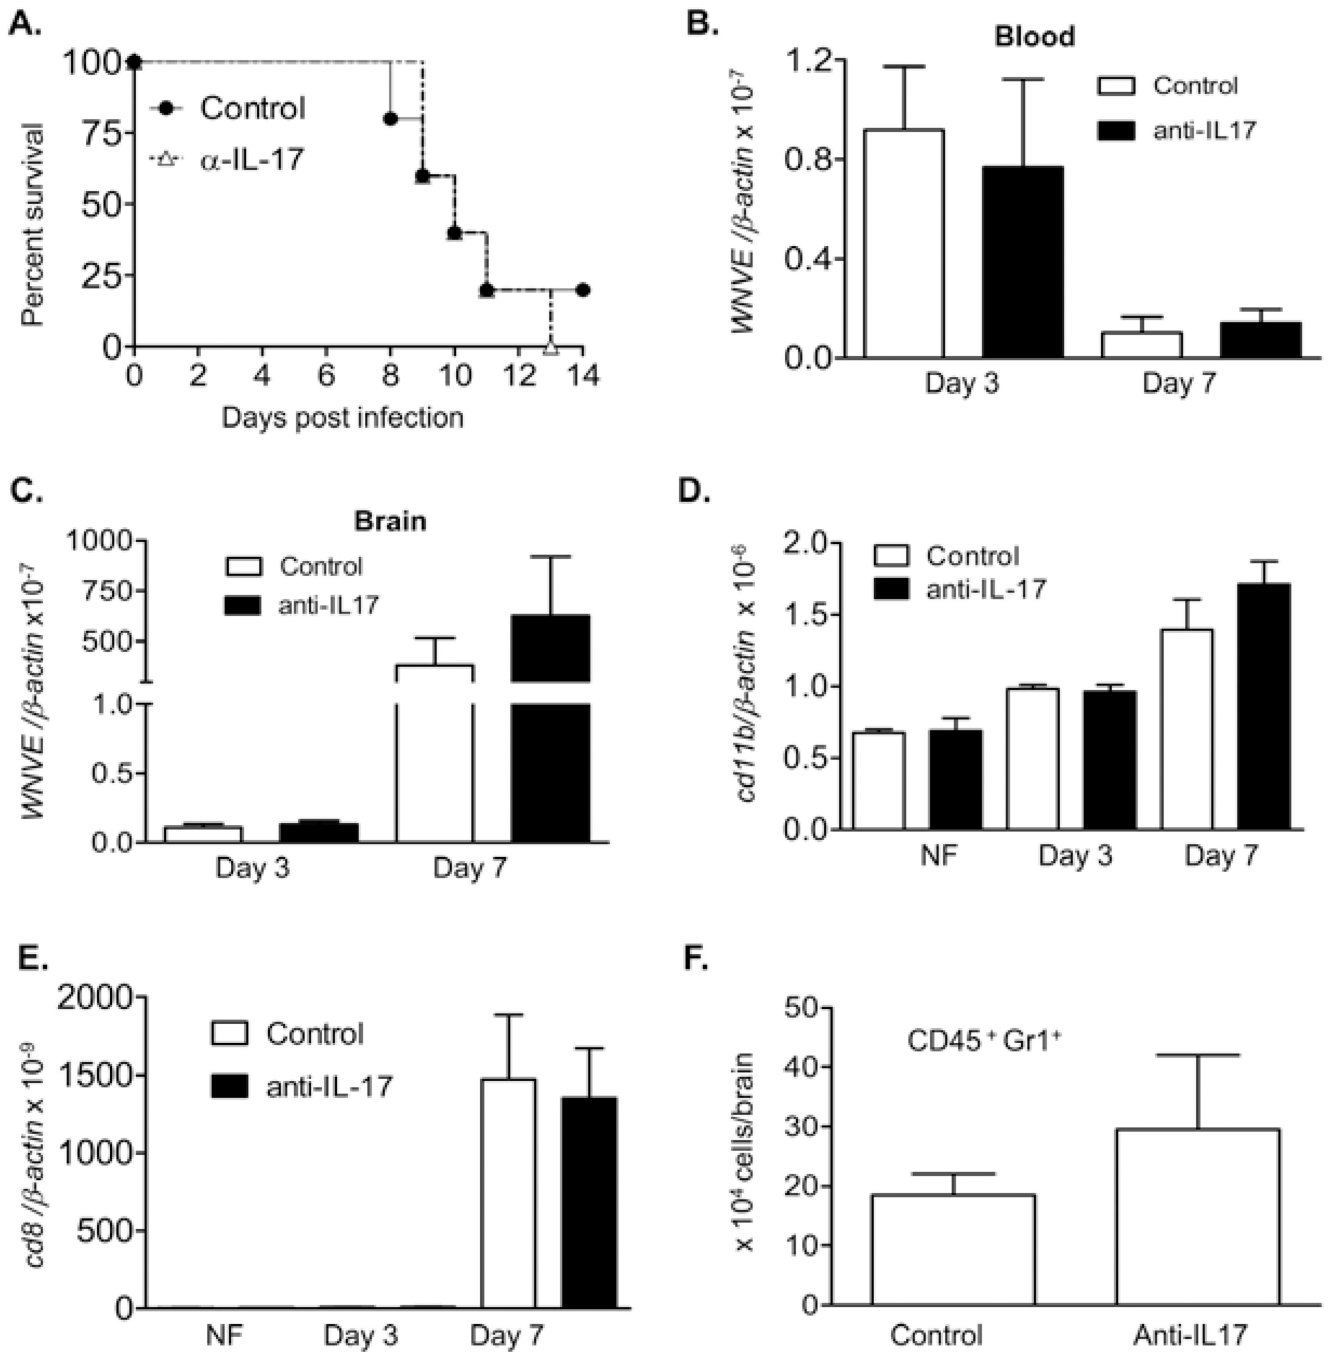 A.
Percent survival
100
75
50
25
0
Control
α-IL-17
0 2 4 6 8 10 12 14
Days post infection
B.
Blood
WNVE /β-actin x 10-7
1.2
0.8
0.4
0.0
Control
anti-IL17
Day 3 Day 7
C.
Brain
WNVE /β-actin x10-7
1000
750
500
1.0
0.5
0.0
Control
anti-IL17
Day 3 Day 7
D.
cd11b/β-actin x 10-6
2.0
1.5
1.0
0.5
0.0
Control
anti-IL-17
NF Day 3 Day 7
E.
cd8 /β-actin x 10-9
2000
1500
1000
500
0
Control
anti-IL-17
NF Day 3 Day 7
F.
x 10⁴ cells/brain
50
40
30
20
10
0
CD45⁺ Gr1⁺
Control Anti-IL17